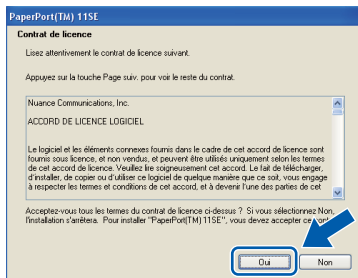 PaperPort(TM) 11SE
Contrat de licence
Lisez attentivement le contrat de licence suivant.
Appuyez sur la touche Page suiv. pour voir le reste du contrat.
Nuance Communications, Inc.
ACCORD DE LICENCE LOGICIEL
Le logiciel et les éléments connexes fournis dans le cadre de cet accord de licence sont
fournis sous licence, et non vendus, et peuvent être utilisés uniquement selon les termes
de cet accord de licence. Veuillez lire soigneusement cet accord. Le fait de télécharger,
d'installer, de copier ou d'utiliser ce logiciel de quelque manière que ce soit, vous engage
à respecter les termes et conditions de cet accord, et à devenir l'une des parties de cet
Acceptez-vous tous les termes du contrat de licence ci-dessus ? Si vous sélectionnez Non,
l'installation s'arrêtera. Pour installer "PaperPort(TM) 11SE", vous devez accepter ce
Oui
Non